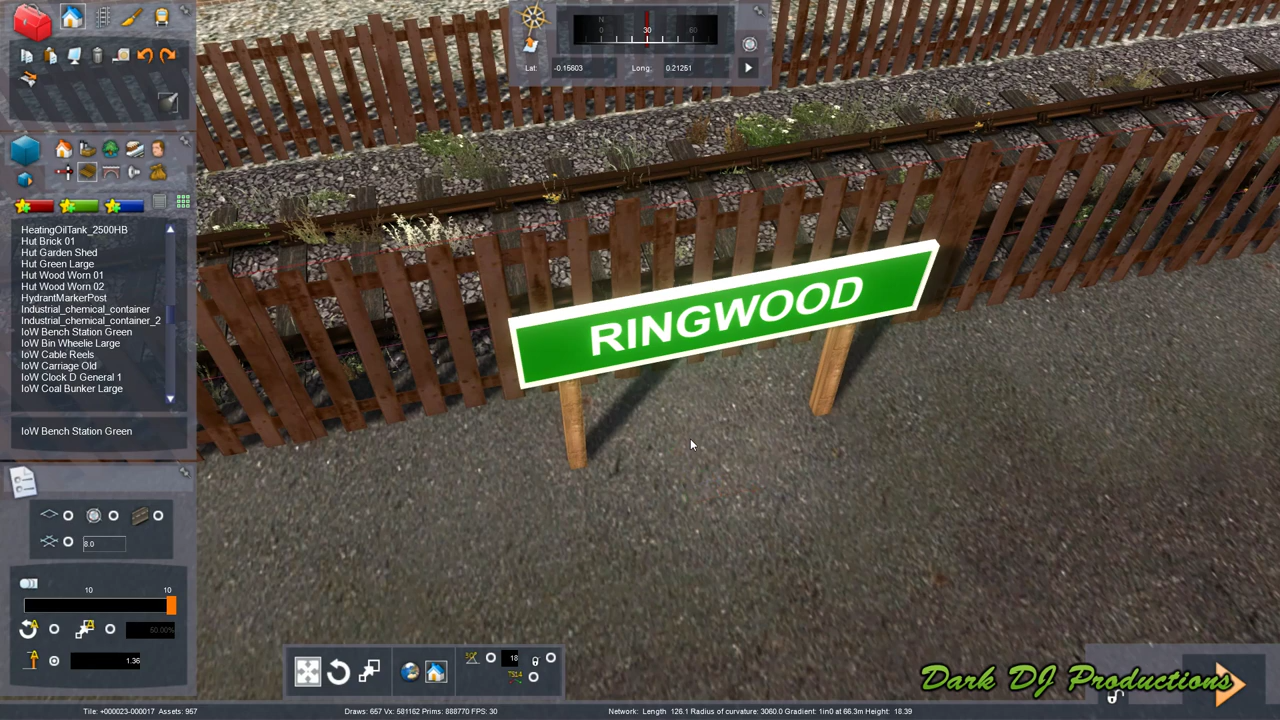 N
0 30 60
Lat: -0.15603 Long: 0.21251
HeatingOilTank_2500HB
Hut Brick 01
Hut Garden Shed
Hut Green Large
Hut Wood Worn 01
Hut Wood Worn 02
HydrantMarkerPost
Industrial_chemical_container
Industrial_chemical_container_2
IoW Bench Station Green
IoW Bin Wheelie Large
IoW Cable Reels
IoW Carriage Old
IoW Clock D General 1
IoW Coal Bunker Large
IoW Bench Station Green
RINGWOOD
8.0
10 10
50.00%
1.36
18
TS14
Dark DJ Productions
Tile: +000023-000017 Assets: 957
Draws: 657 Vx: 581162 Prims: 888770 FPS: 30
Network: Length 126.1 Radius of curvature: 3060.0 Gradient: 1in0 at 66.3m Height: 18.39